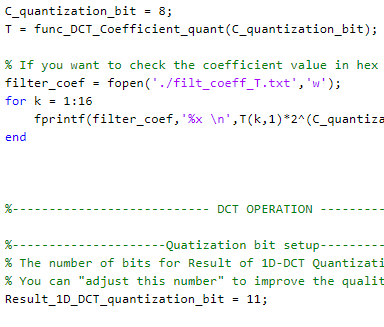 C_quantization_bit = 8;
T = func_DCT_Coefficient_quant(C_quantization_bit);
% If you want to check the coefficient value in hex
filter_coef = fopen('./filt_coeff_T.txt','w');
for k = 1:16
fprintf(filter_coef,'%x \n',T(k,1)*2^(C_quantiza
end
%-------------------------- DCT OPERATION ---------
%--------------------Quatization bit setup---------
% The number of bits for Result of 1D-DCT Quantizati
% You can "adjust this number" to improve the qualit
Result_1D_DCT_quantization_bit = 11;